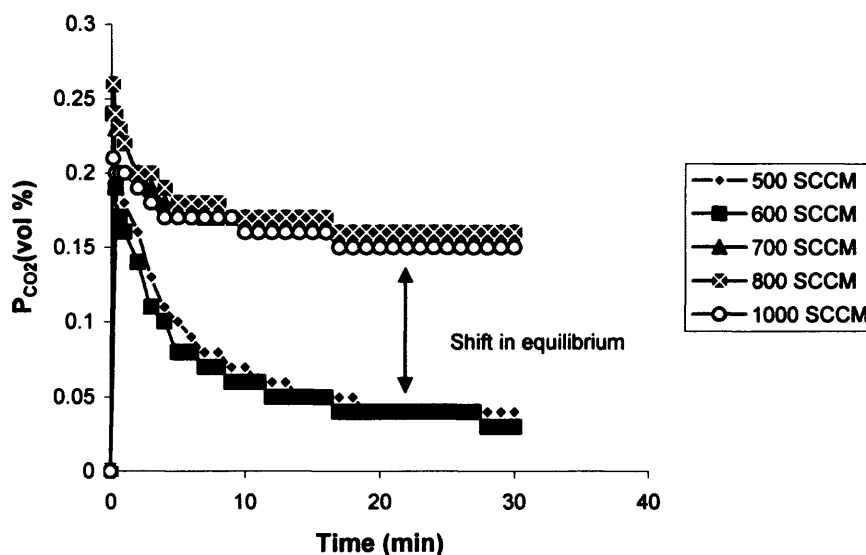 0.3
0.25
0.2
0.15
0.1
0.05
0
P_CO2(vol %)
0 10 20 30 40
Time (min)
Shift in equilibrium
500 SCCM
600 SCCM
700 SCCM
800 SCCM
1000 SCCM